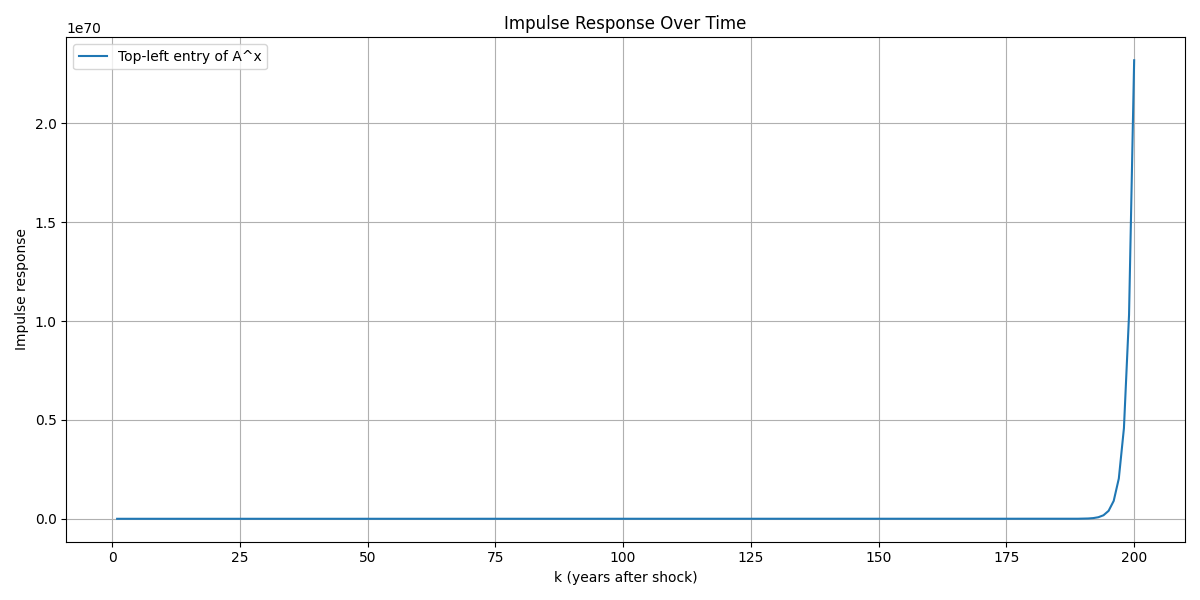 Impulse Response Over Time
1e70
Top-left entry of A^x
2.0
1.5
1.0
0.5
0.0
Impulse response
0 25 50 75 100 125 150 175 200
k (years after shock)